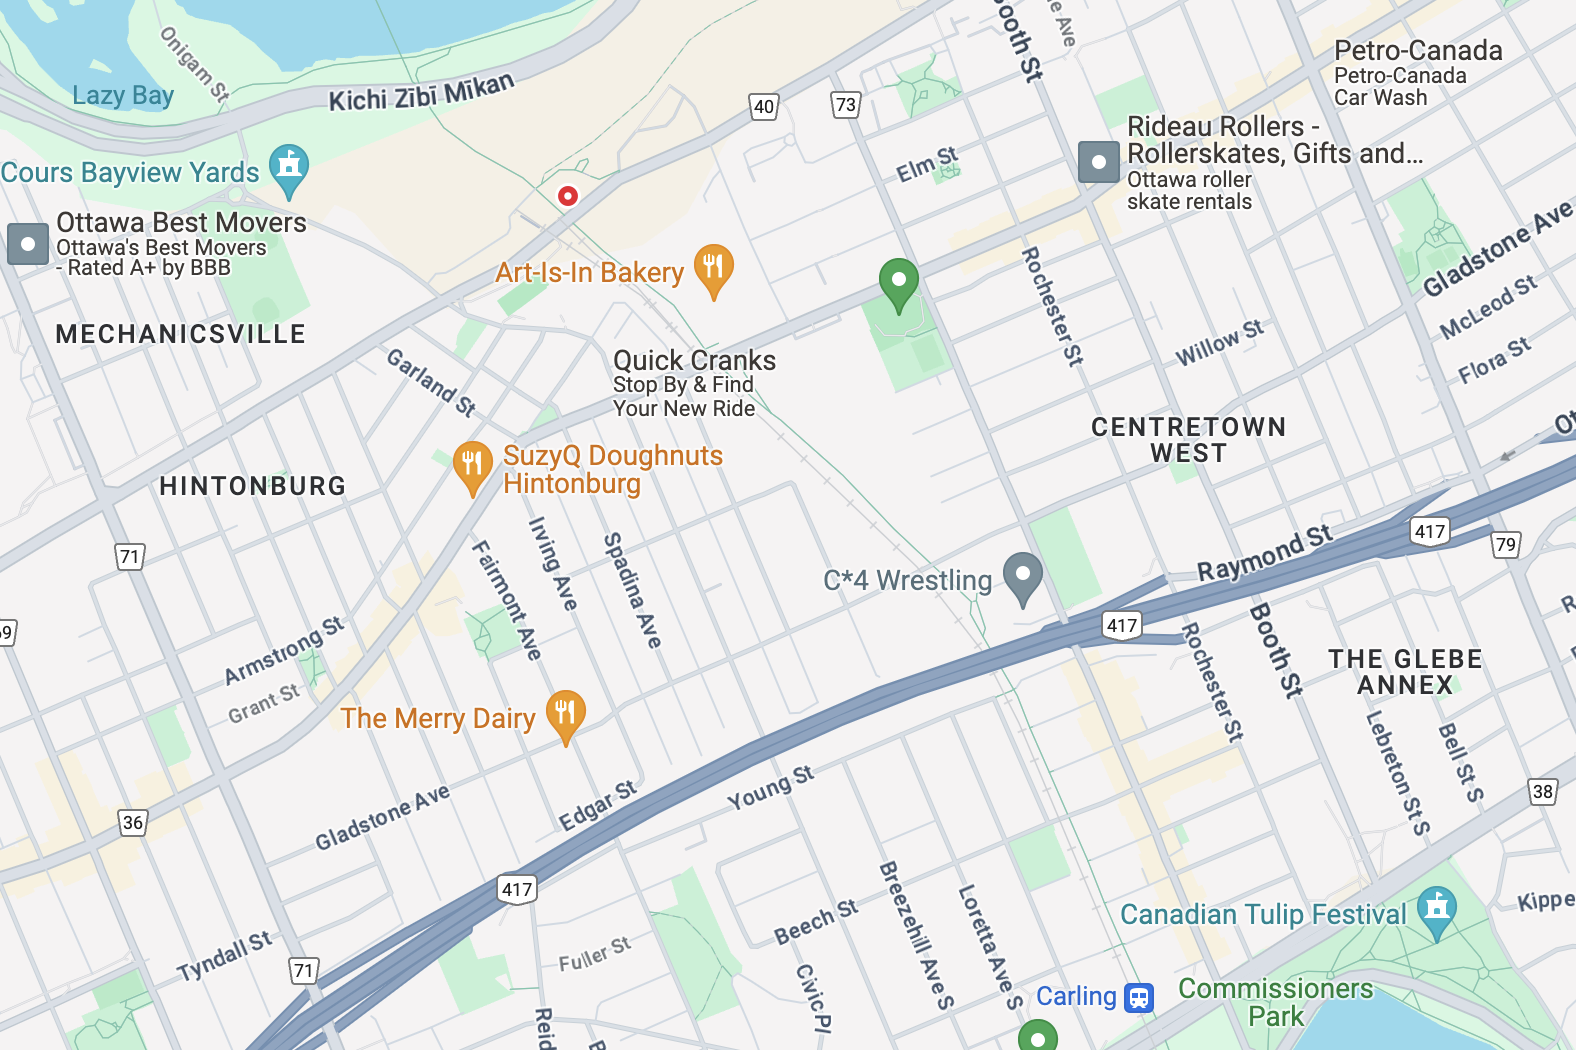 Onigam St
Lazy Bay
Kichi Zībī Mīkan
Booth St
e Ave
Petro-Canada
Petro-Canada
Car Wash
40
73
Rideau Rollers -
Rollerskates, Gifts and...
Ottawa roller
skate rentals
Elm St
Cours Bayview Yards
Ottawa Best Movers
Ottawa's Best Movers
- Rated A+ by BBB
Gladstone Ave
McLeod St
Flora St
Art-Is-In Bakery
Rochester St
MECHANICSVILLE
Willow St
Garland St
Quick Cranks
Stop By & Find
Your New Ride
CENTRETOWN
WEST
Ot
SuzyQ Doughnuts
Hintonburg
HINTONBURG
71
417
79
Raymond St
Irving Ave
Spadina Ave
Fairmont Ave
C*4 Wrestling
417
69
Armstrong St
Grant St
Rochester St
Booth St
THE GLEBE
ANNEX
The Merry Dairy
Lebreton St S
Bell St S
Gladstone Ave
Edgar St
Young St
36
38
417
Breezehill Ave S
Loretta Ave S
Beech St
Canadian Tulip Festival
Kippe
Tyndall St
71
Fuller St
Civic Pl
Reid
Carling
Commissioners
Park